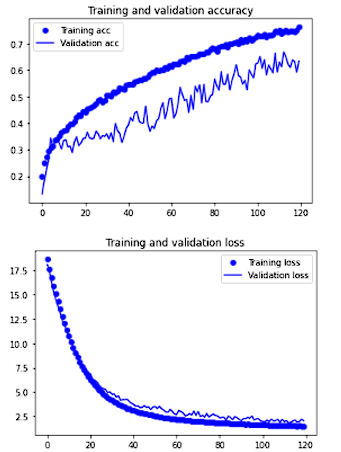 Training and validation accuracy
Training acc
Validation acc
0.7
0.6
0.5
0.4
0.3
0.2
0 20 40 60 80 100 120
Training and validation loss
Training loss
Validation loss
17.5
15.0
12.5
10.0
7.5
5.0
2.5
0 20 40 60 80 100 120